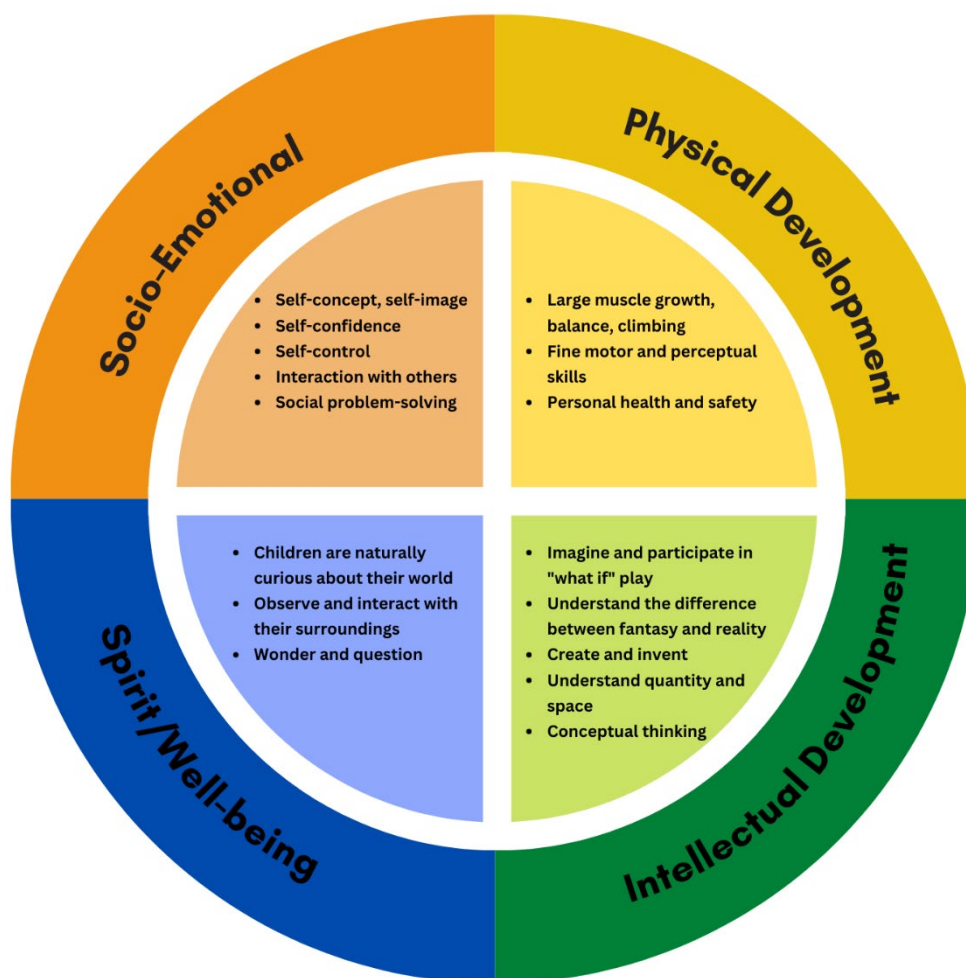 Socio-Emotional
• Self-concept, self-image
• Self-confidence
• Self-control
• Interaction with others
• Social problem-solving
Physical Development
• Large muscle growth,
balance, climbing
• Fine motor and perceptual
skills
• Personal health and safety
Spirit/Well-being
• Children are naturally
curious about their world
• Observe and interact with
their surroundings
• Wonder and question
Intellectual Development
• Imagine and participate in
"what if" play
• Understand the difference
between fantasy and reality
• Create and invent
• Understand quantity and
space
• Conceptual thinking